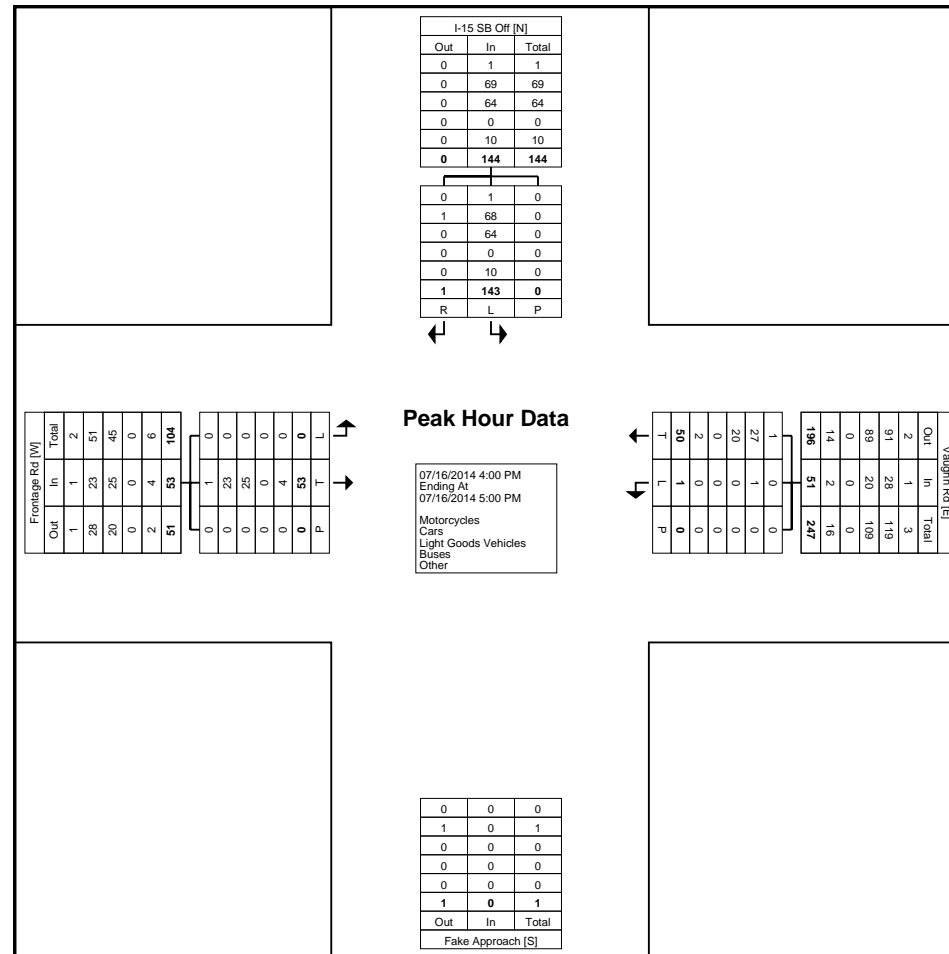 I-15 SB Off [N]
Out In Total
0 1 1
0 69 69
0 64 64
0 0 0
0 10 10
0 144 144
0 1 0
1 68 0
0 64 0
0 0 0
0 10 0
1 143 0
R L P
Frontage Rd [W]
Total 2 51 45 0 6 104
In 1 23 25 0 4 53
Out 1 28 20 0 2 51
0 0 0 0 0 0 L
1 23 25 0 4 53 T
0 0 0 0 0 0 P
Peak Hour Data
07/16/2014 4:00 PM
Ending At
07/16/2014 5:00 PM
Motorcycles
Cars
Light Goods Vehicles
Buses
Other
T 50 2 0 20 27 1
L 1 0 0 0 1 0
P 0 0 0 0 0 0
196 14 0 89 91 2 Out
51 2 0 20 28 1 In
247 16 0 109 119 3 Total
Vaughn Rd [E]
0 0 0
1 0 1
0 0 0
0 0 0
0 0 0
1 0 1
Out In Total
Fake Approach [S]